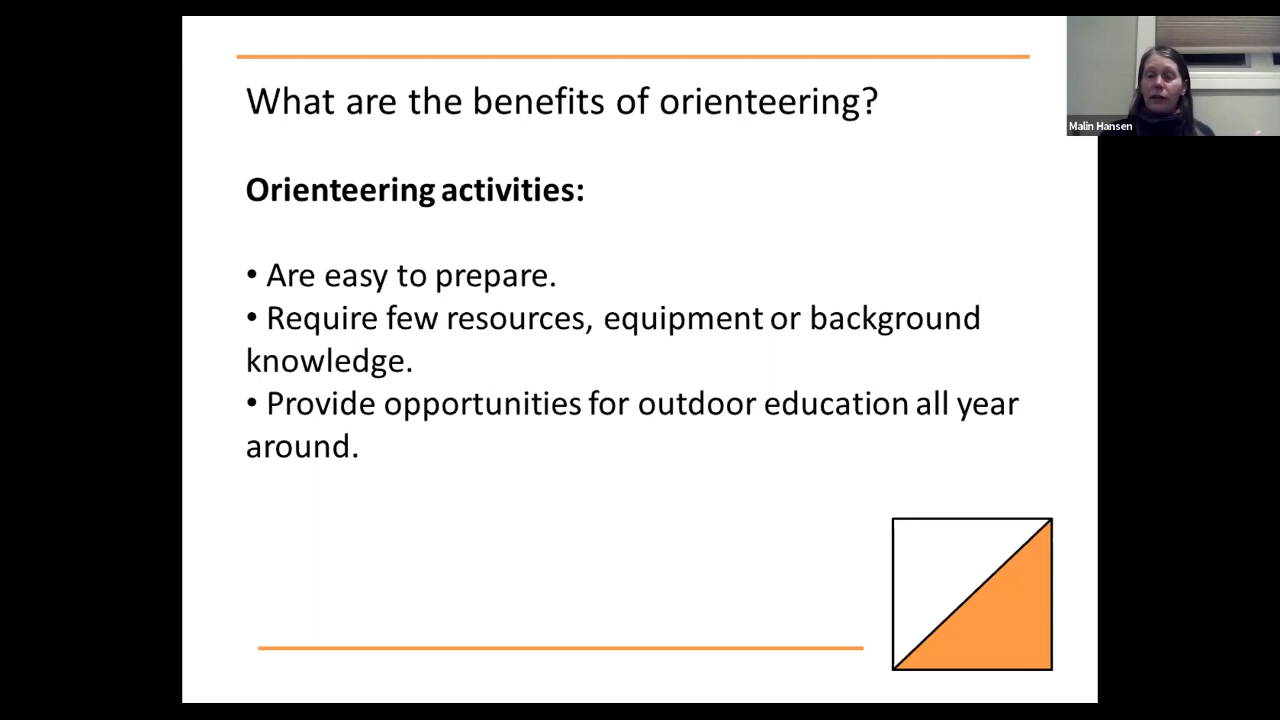 What are the benefits of orienteering?
Malin Hansen
Orienteering activities:
• Are easy to prepare.
• Require few resources, equipment or background
knowledge.
• Provide opportunities for outdoor education all year
around.